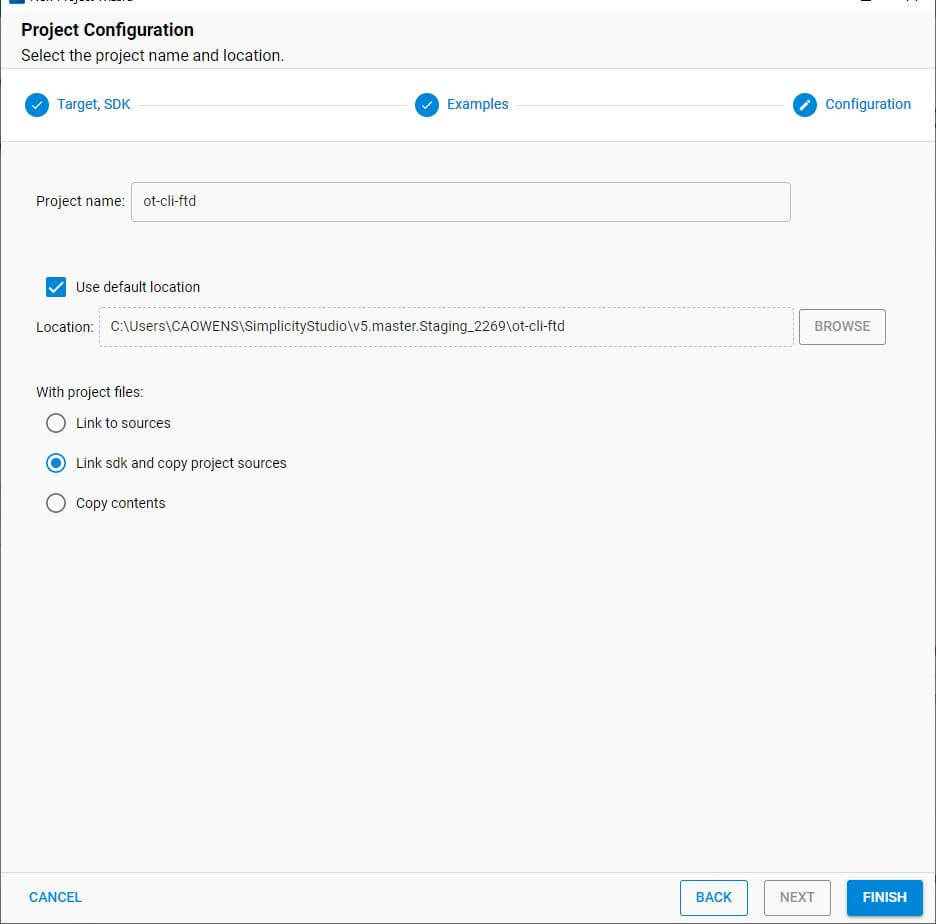 Project Configuration
Select the project name and location.
Target, SDK
Examples
Configuration
Project name: ot-cli-ftd
Use default location
Location: C:\Users\CAOWENS\SimplicityStudio\v5.master.Staging_2269\ot-cli-ftd BROWSE
With project files:
Link to sources
Link sdk and copy project sources
Copy contents
CANCEL BACK NEXT FINISH